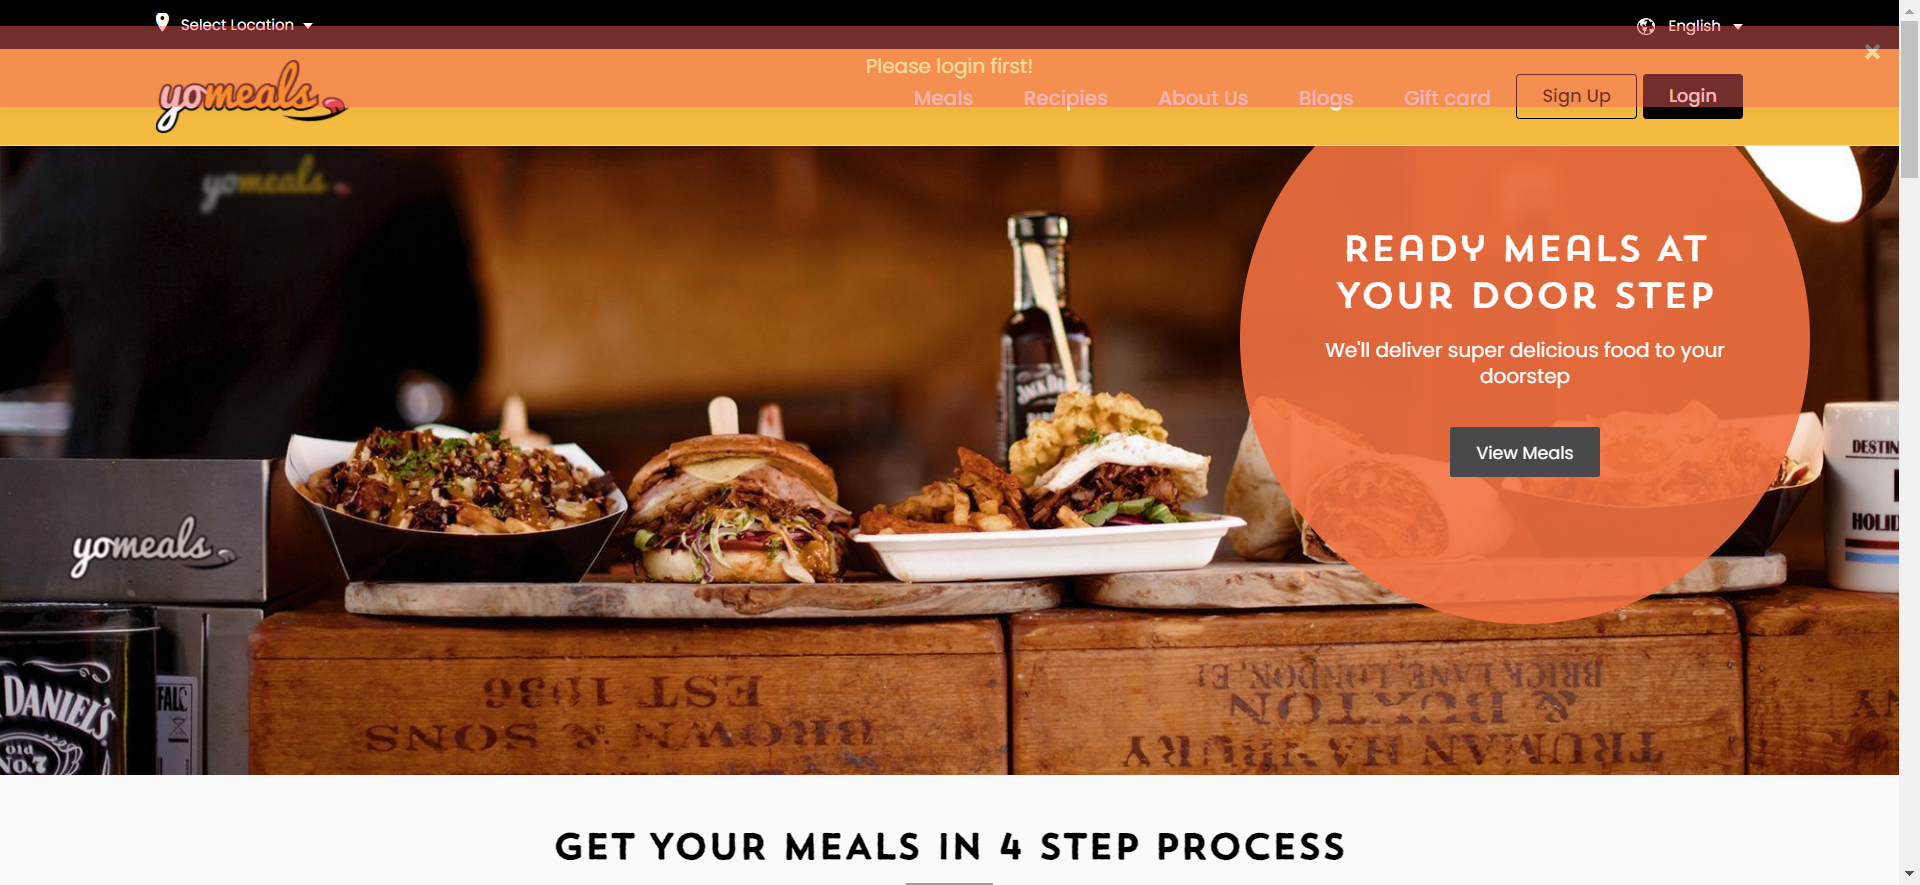 Select Location
English
Please login first!
yomeals
Meals
Recipies
About Us
Blogs
Gift card
Sign Up
Login
yomeals
READY MEALS AT
YOUR DOOR STEP
We'll deliver super delicious food to your
doorstep
View Meals
JACK DANIEL'S
DESTIN
HOLID
yomeals
DANIEL'S
Old
No.7
FALC
EST 1936
BROWN & SONS
BRICK LANE, LONDON, E1
& BUXTON
TRUMAN HANBURY
GET YOUR MEALS IN 4 STEP PROCESS